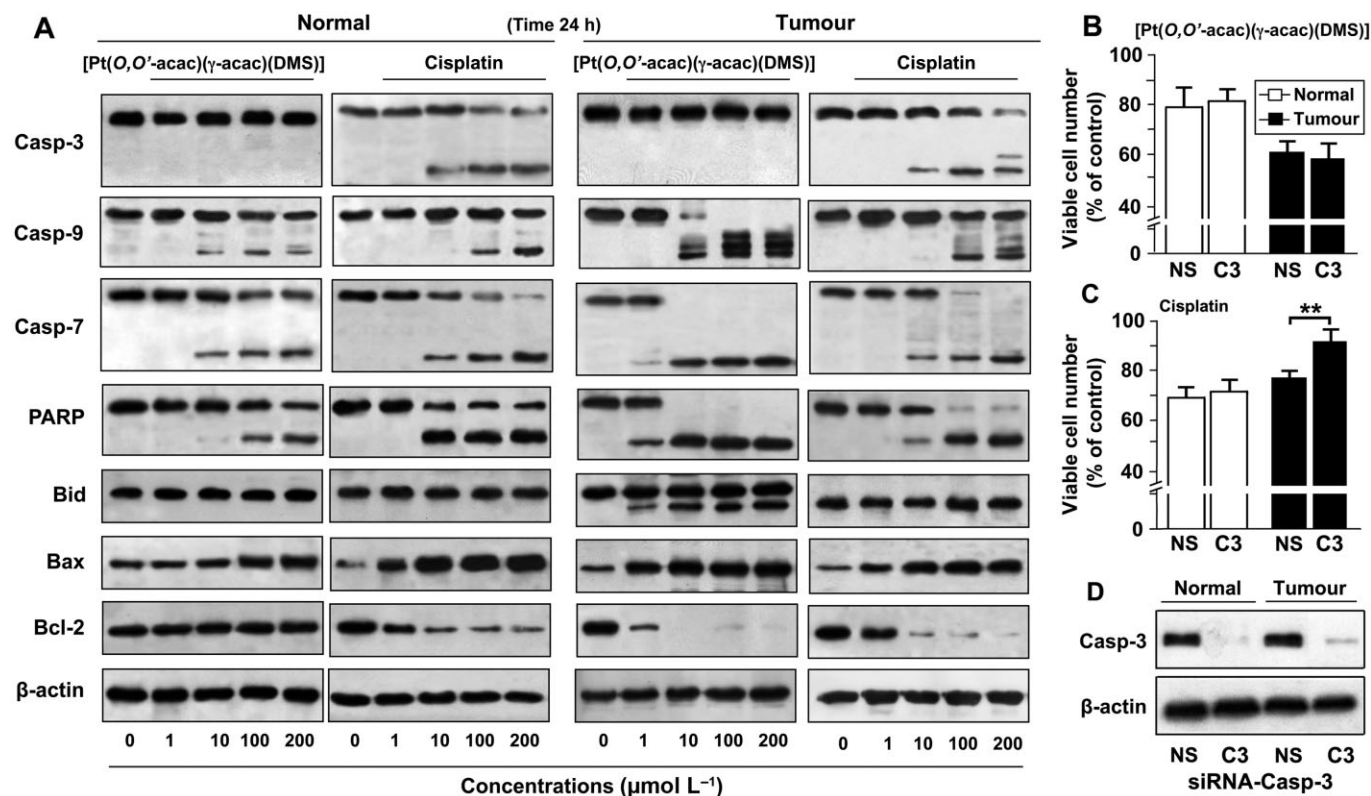 A
Normal
(Time 24 h)
Tumour
[Pt(O,O'-acac)(γ-acac)(DMS)]
Cisplatin
[Pt(O,O'-acac)(γ-acac)(DMS)]
Cisplatin
Casp-3
Casp-9
Casp-7
PARP
Bid
Bax
Bcl-2
β-actin
0 1 10 100 200
0 1 10 100 200
0 1 10 100 200
0 1 10 100 200
Concentrations (µmol L⁻¹)
B
[Pt(O,O'-acac)(γ-acac)(DMS)]
Viable cell number
(% of control)
100
80
60
40
0
Normal
Tumour
NS C3 NS C3
C
Cisplatin
Viable cell number
(% of control)
100
80
60
40
0
**
NS C3 NS C3
D
Normal Tumour
Casp-3
β-actin
NS C3 NS C3
siRNA-Casp-3